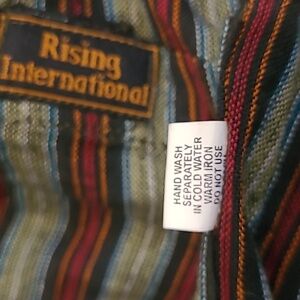 Rising
International
HAND WASH
SEPARATELY
IN COLD WATER
WARM IRON
DO NOT USE